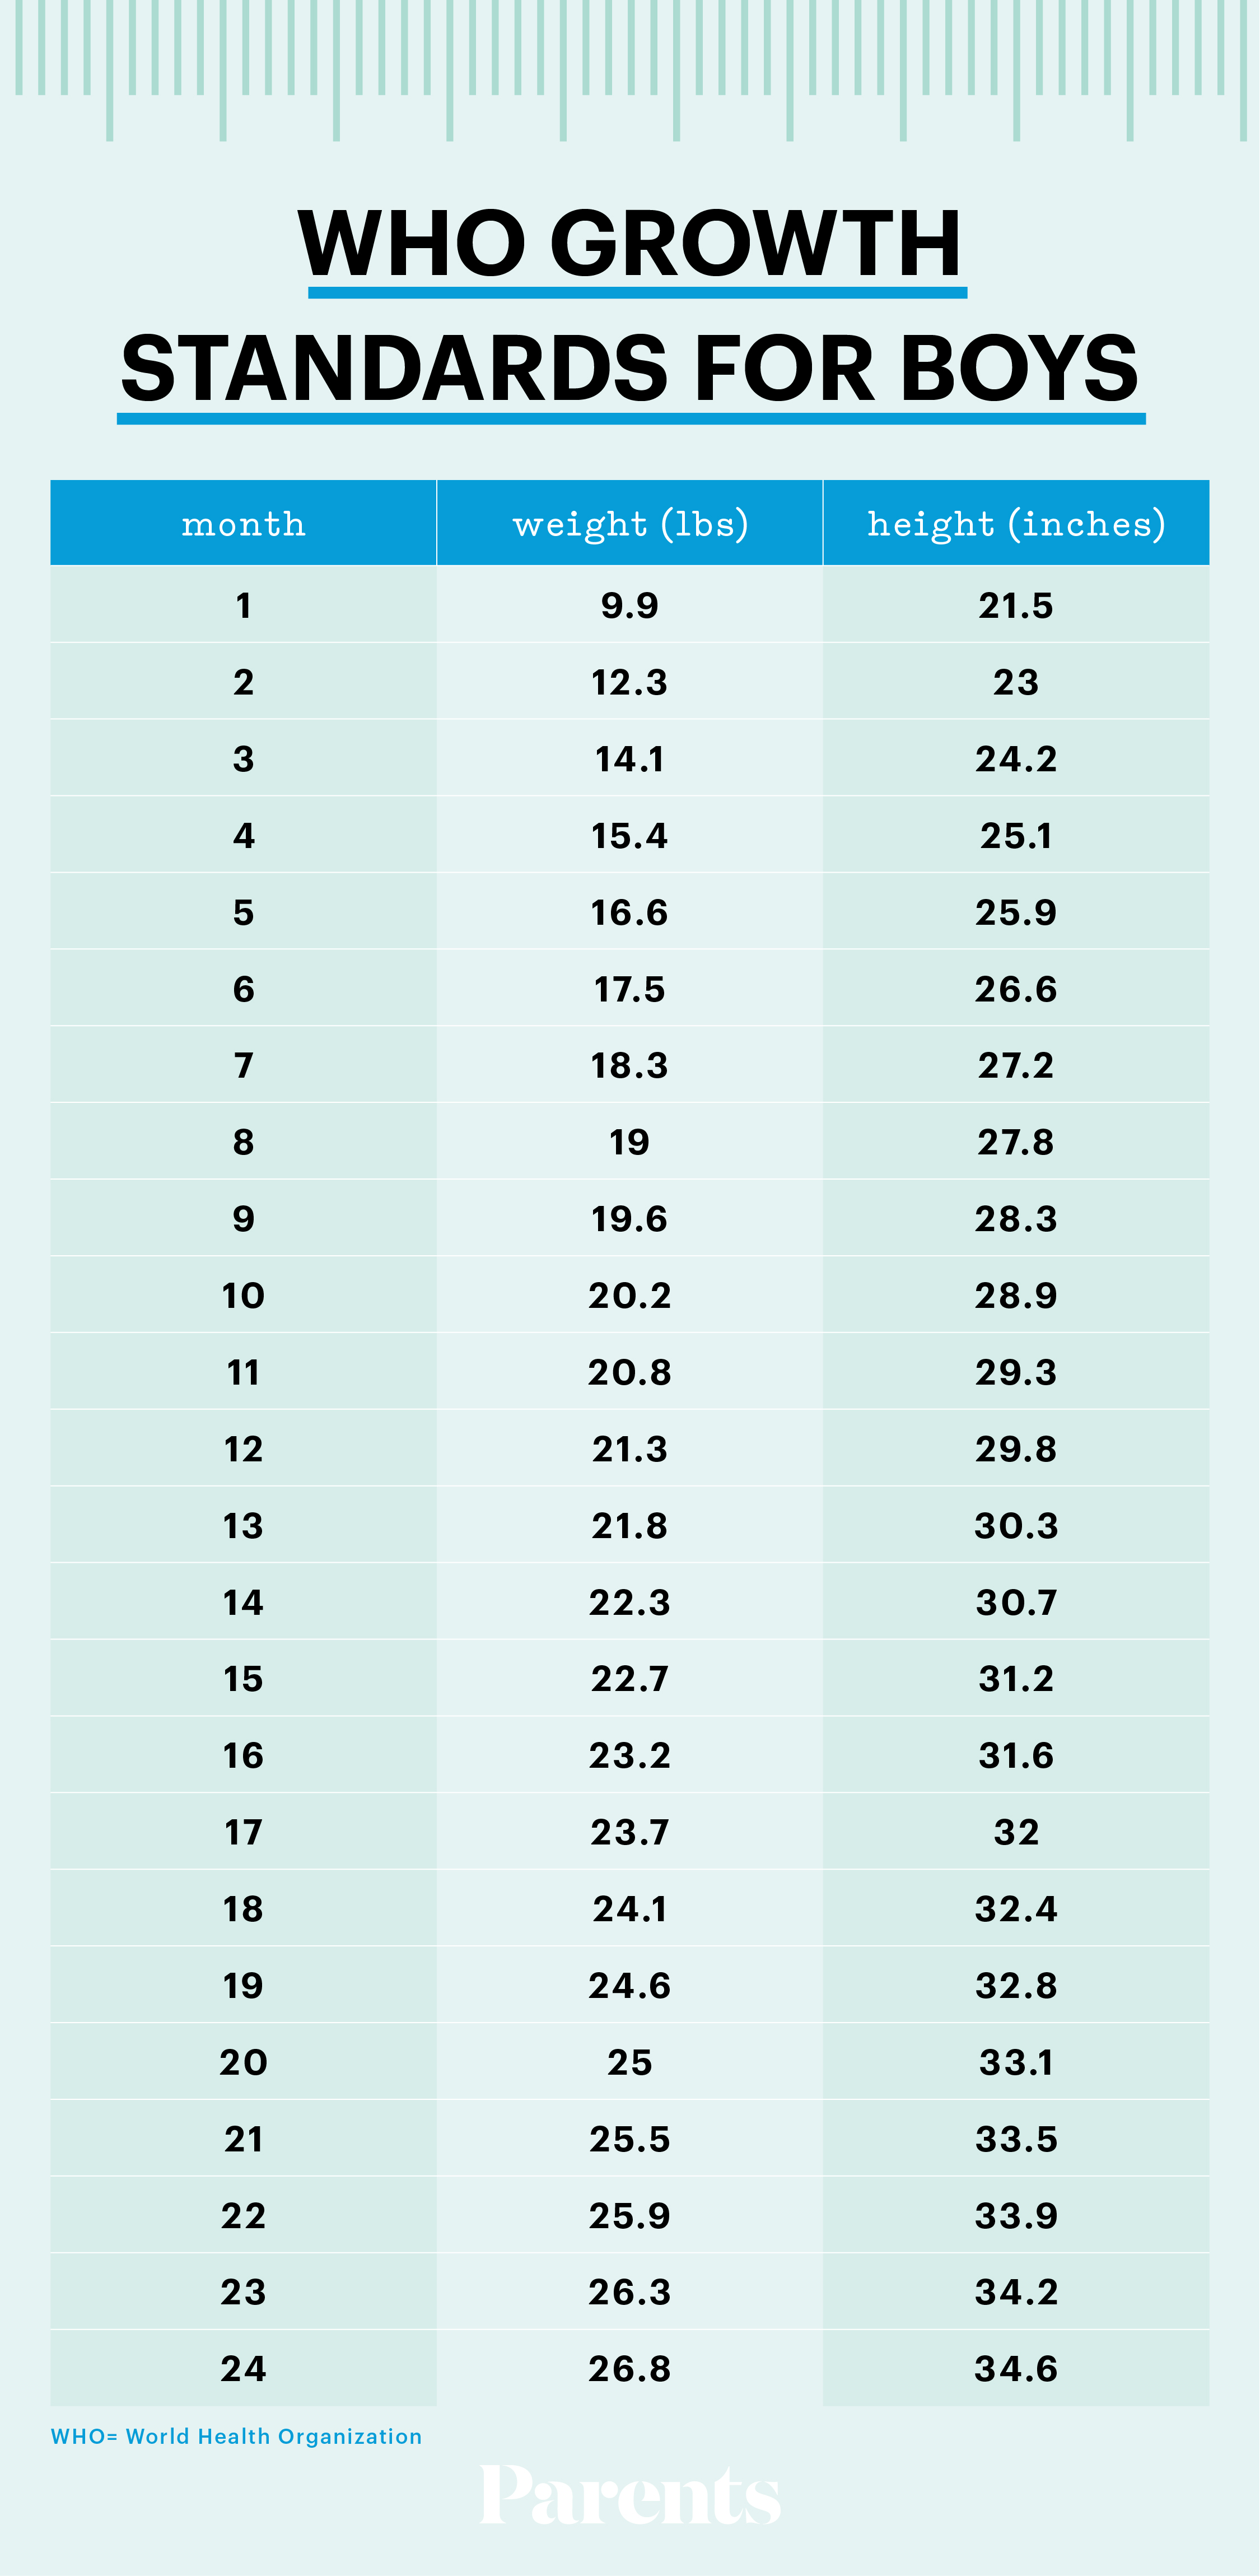 WHO GROWTH
STANDARDS FOR BOYS
month weight (lbs) height (inches)
1 9.9 21.5
2 12.3 23
3 14.1 24.2
4 15.4 25.1
5 16.6 25.9
6 17.5 26.6
7 18.3 27.2
8 19 27.8
9 19.6 28.3
10 20.2 28.9
11 20.8 29.3
12 21.3 29.8
13 21.8 30.3
14 22.3 30.7
15 22.7 31.2
16 23.2 31.6
17 23.7 32
18 24.1 32.4
19 24.6 32.8
20 25 33.1
21 25.5 33.5
22 25.9 33.9
23 26.3 34.2
24 26.8 34.6
WHO= World Health Organization
Parents